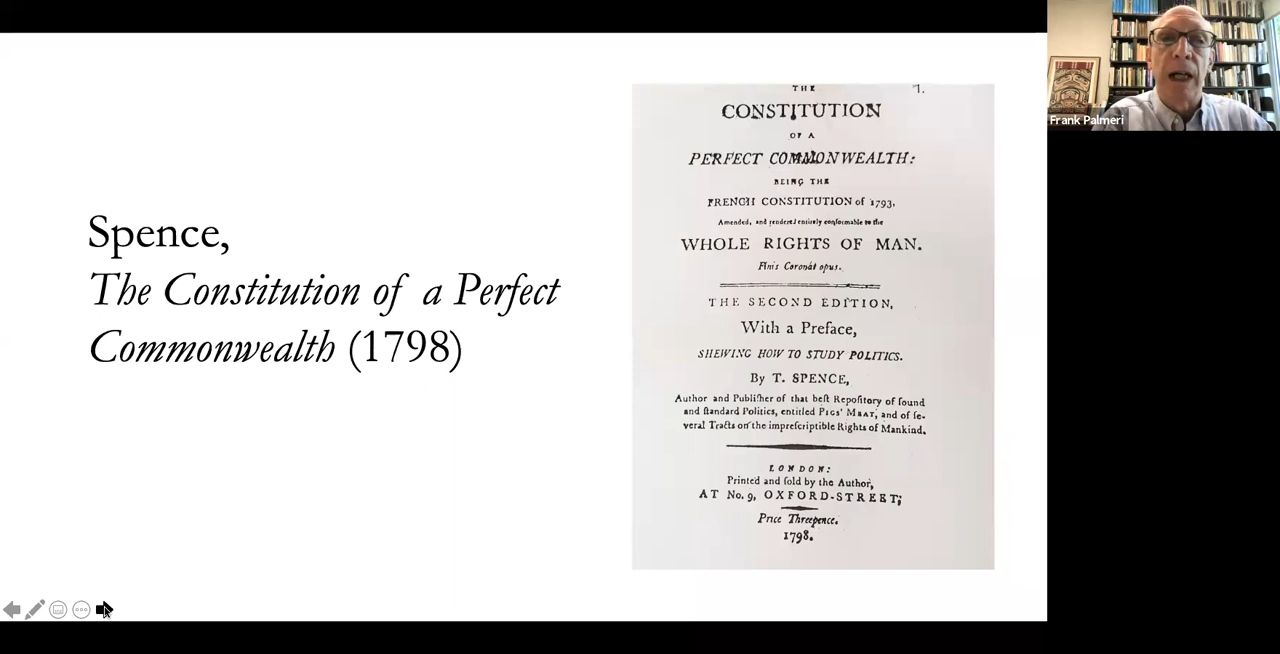 Spence,
The Constitution of a Perfect
Commonwealth (1798)
THE
1.
CONSTITUTION
OF A
PERFECT COMMONWEALTH:
BEING THE
FRENCH CONSTITUTION of 1793,
Amended, and rendered entirely conformable to the
WHOLE RIGHTS OF MAN.
Finis Coronat opus.
THE SECOND EDITION,
With a Preface,
SHEWING HOW TO STUDY POLITICS.
By T. SPENCE,
Author and Publiſher of that beſt Repoſitory of ſound
and ſtandard Politics, entitled PIGS' MEAT, and of ſe-
veral Tracts on the impreſcriptible Rights of Mankind.
LONDON:
Printed and ſold by the Author,
AT No. 9, OXFORD-STREET;
Price Threepence.
1798.
Frank Palmeri